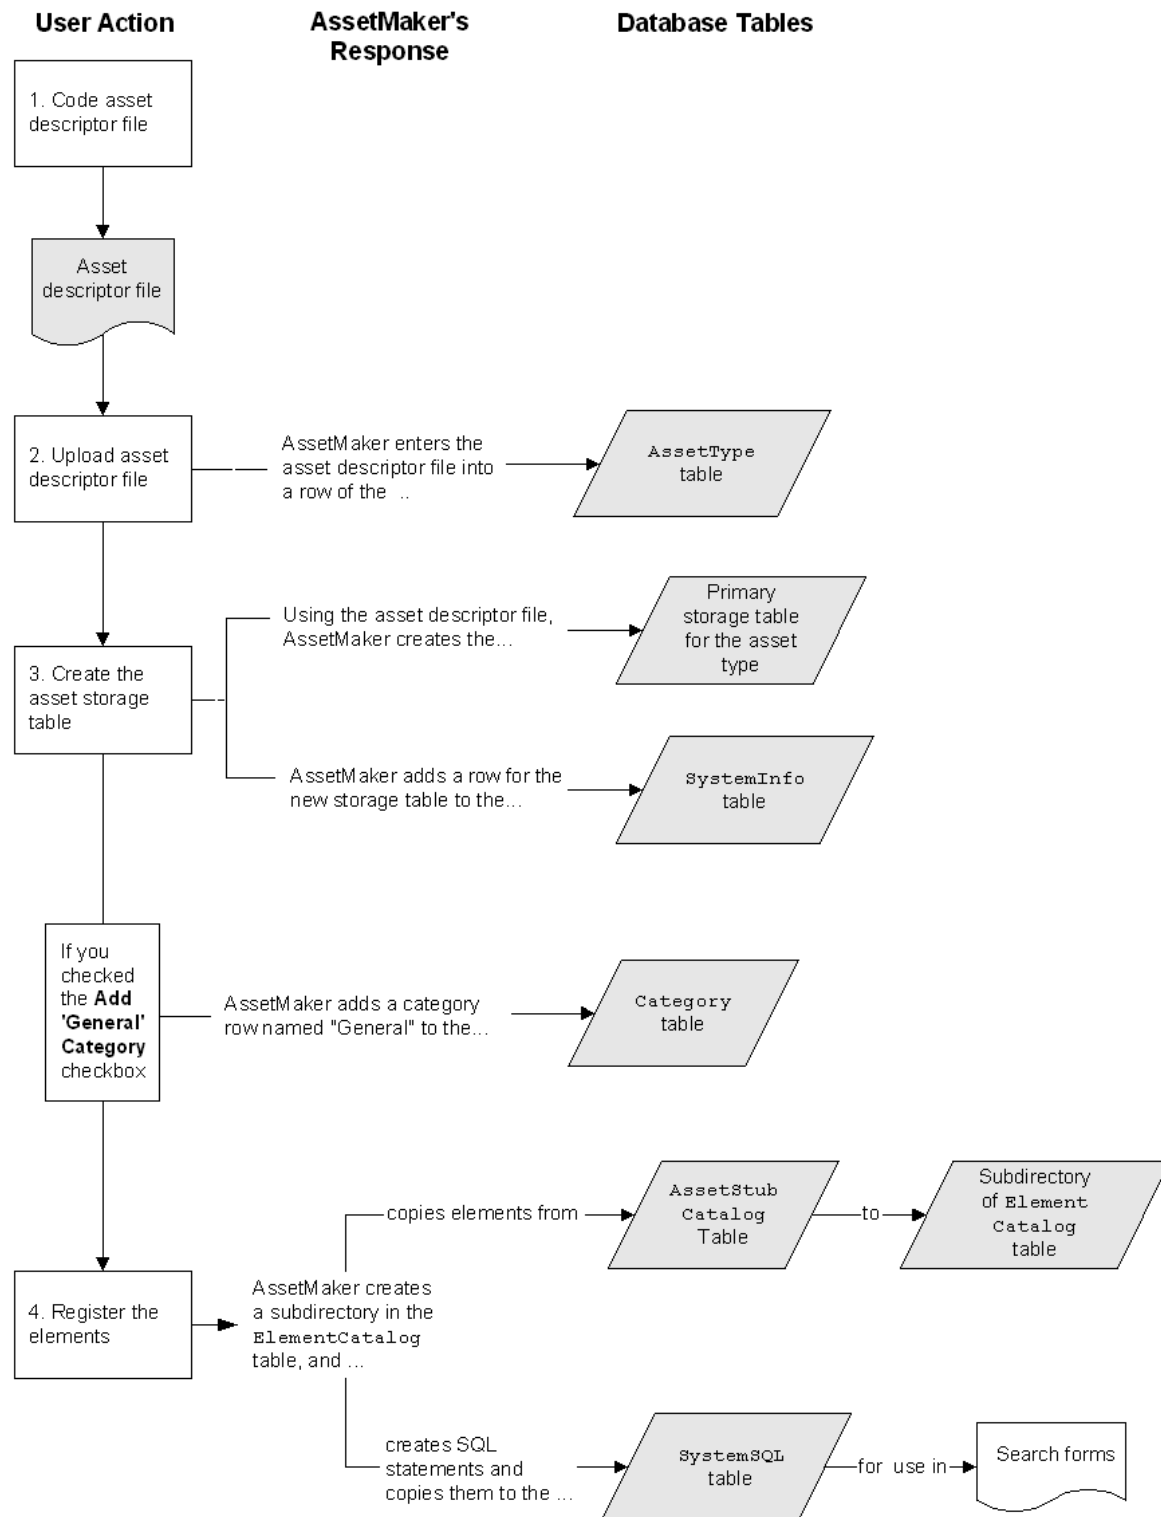 User Action
AssetMaker's
Response
Database Tables
1. Code asset
descriptor file
Asset
descriptor file
2. Upload asset
descriptor file
AssetMaker enters the
asset descriptor file into
a row of the ..
AssetType
table
Using the asset descriptor file,
AssetMaker creates the...
Primary
storage table
for the asset
type
3. Create the
asset storage
table
AssetMaker adds a row for the
new storage table to the...
SystemInfo
table
If you
checked
the Add
'General'
Category
checkbox
AssetMaker adds a category
row named "General" to the...
Category
table
copies elements from
AssetStub
Catalog
Table
to
Subdirectory
of Element
Catalog
table
4. Register the
elements
AssetMaker creates
a subdirectory in the
ElementCatalog
table, and ...
creates SQL
statements and
copies them to the ...
SystemSQL
table
for use in
Search forms